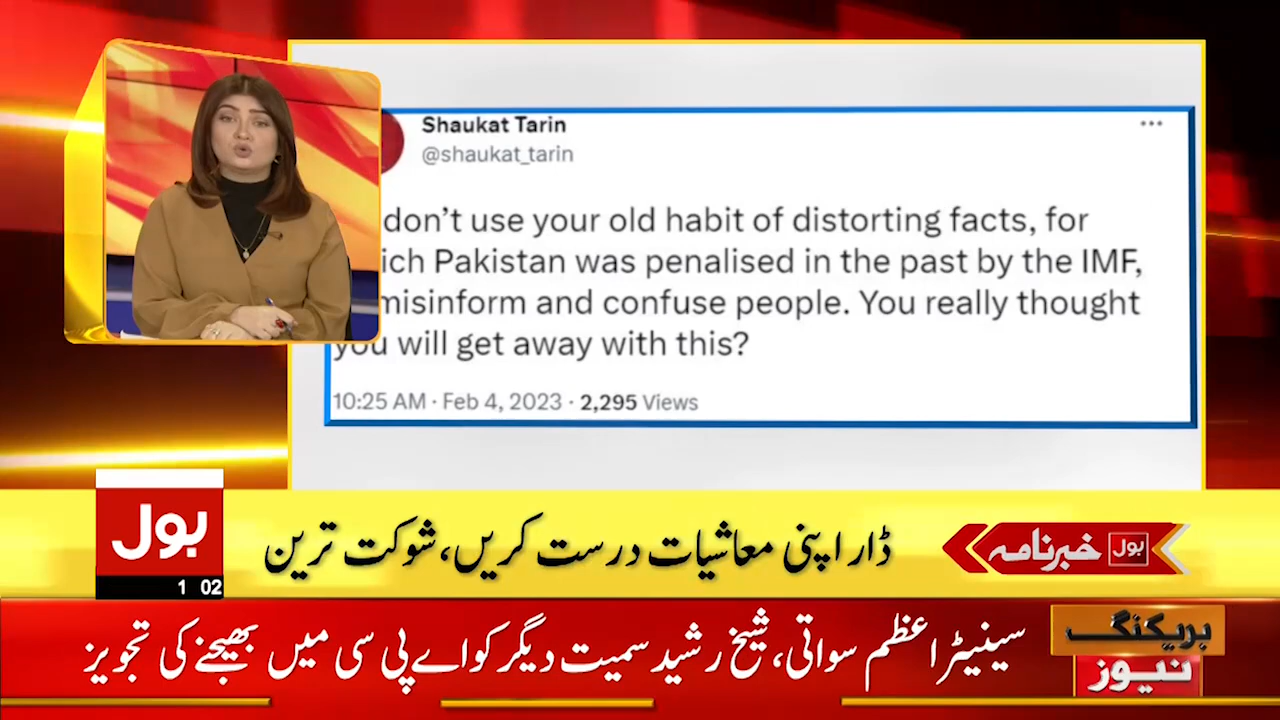 Shaukat Tarin
@shaukat_tarin
don't use your old habit of distorting facts, for
Pakistan was penalised in the past by the IMF,
misinform and confuse people. You really thought
you will get away with this?
10:25 AM · Feb 4, 2023 · 2,295 Views
بول
1 02
ڈار اپنی معاشیات درست کریں، شوکت ترین
بول خبرنامہ
بریکنگ نیوز
سینیٹر اعظم سواتی، شیخ رشید سمیت دیگر کو اے پی سی میں بھیجنے کی تجویز